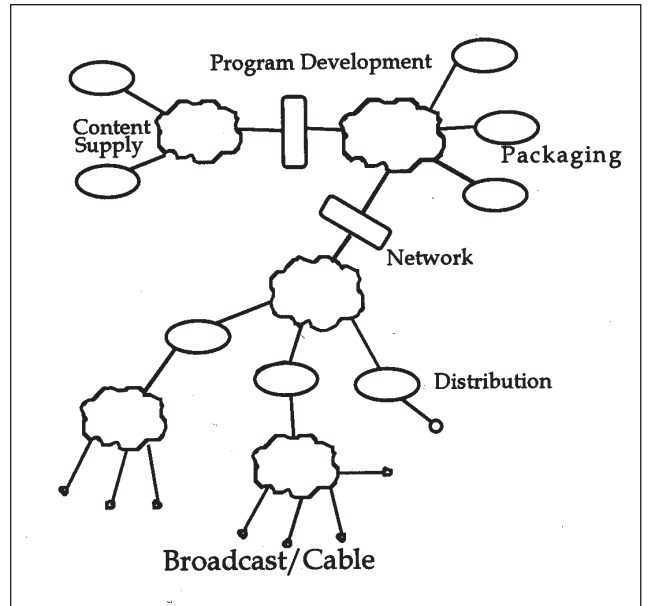 Program Development
Content
Supply
Packaging
Network
Distribution
Broadcast/Cable